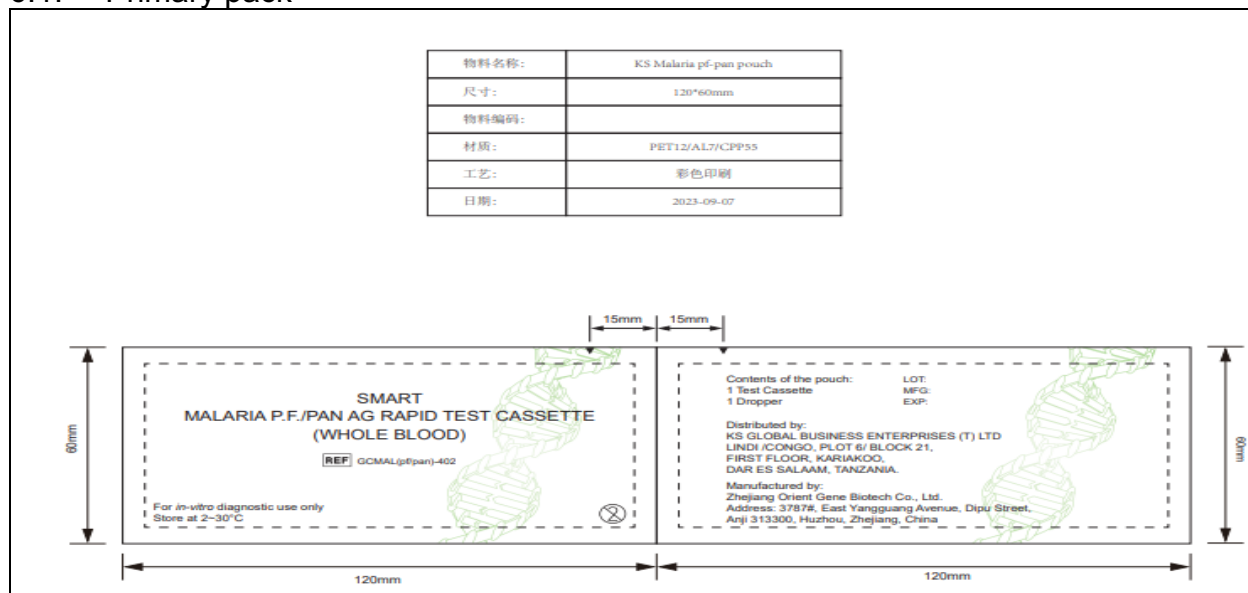 Primary pack
物料名称: KS Malaria pf-pan pouch
尺寸: 120*60mm
物料编码:
材质: PET12/AL7/CPP55
工艺: 彩色印刷
日期: 2023-09-07
15mm 15mm
60mm
SMART
MALARIA P.F./PAN AG RAPID TEST CASSETTE
(WHOLE BLOOD)
REF GCMAL(pf/pan)-402
For in-vitro diagnostic use only
Store at 2~30°C
2
120mm
Contents of the pouch: LOT:
1 Test Cassette MFG:
1 Dropper EXP:
Distributed by:
KS GLOBAL BUSINESS ENTERPRISES (T) LTD
LINDI /CONGO, PLOT 6/ BLOCK 21,
FIRST FLOOR, KARIAKOO,
DAR ES SALAAM, TANZANIA.
Manufactured by:
Zhejiang Orient Gene Biotech Co., Ltd.
Address: 3787#, East Yangguang Avenue, Dipu Street,
Anji 313300, Huzhou, Zhejiang, China
60mm
120mm